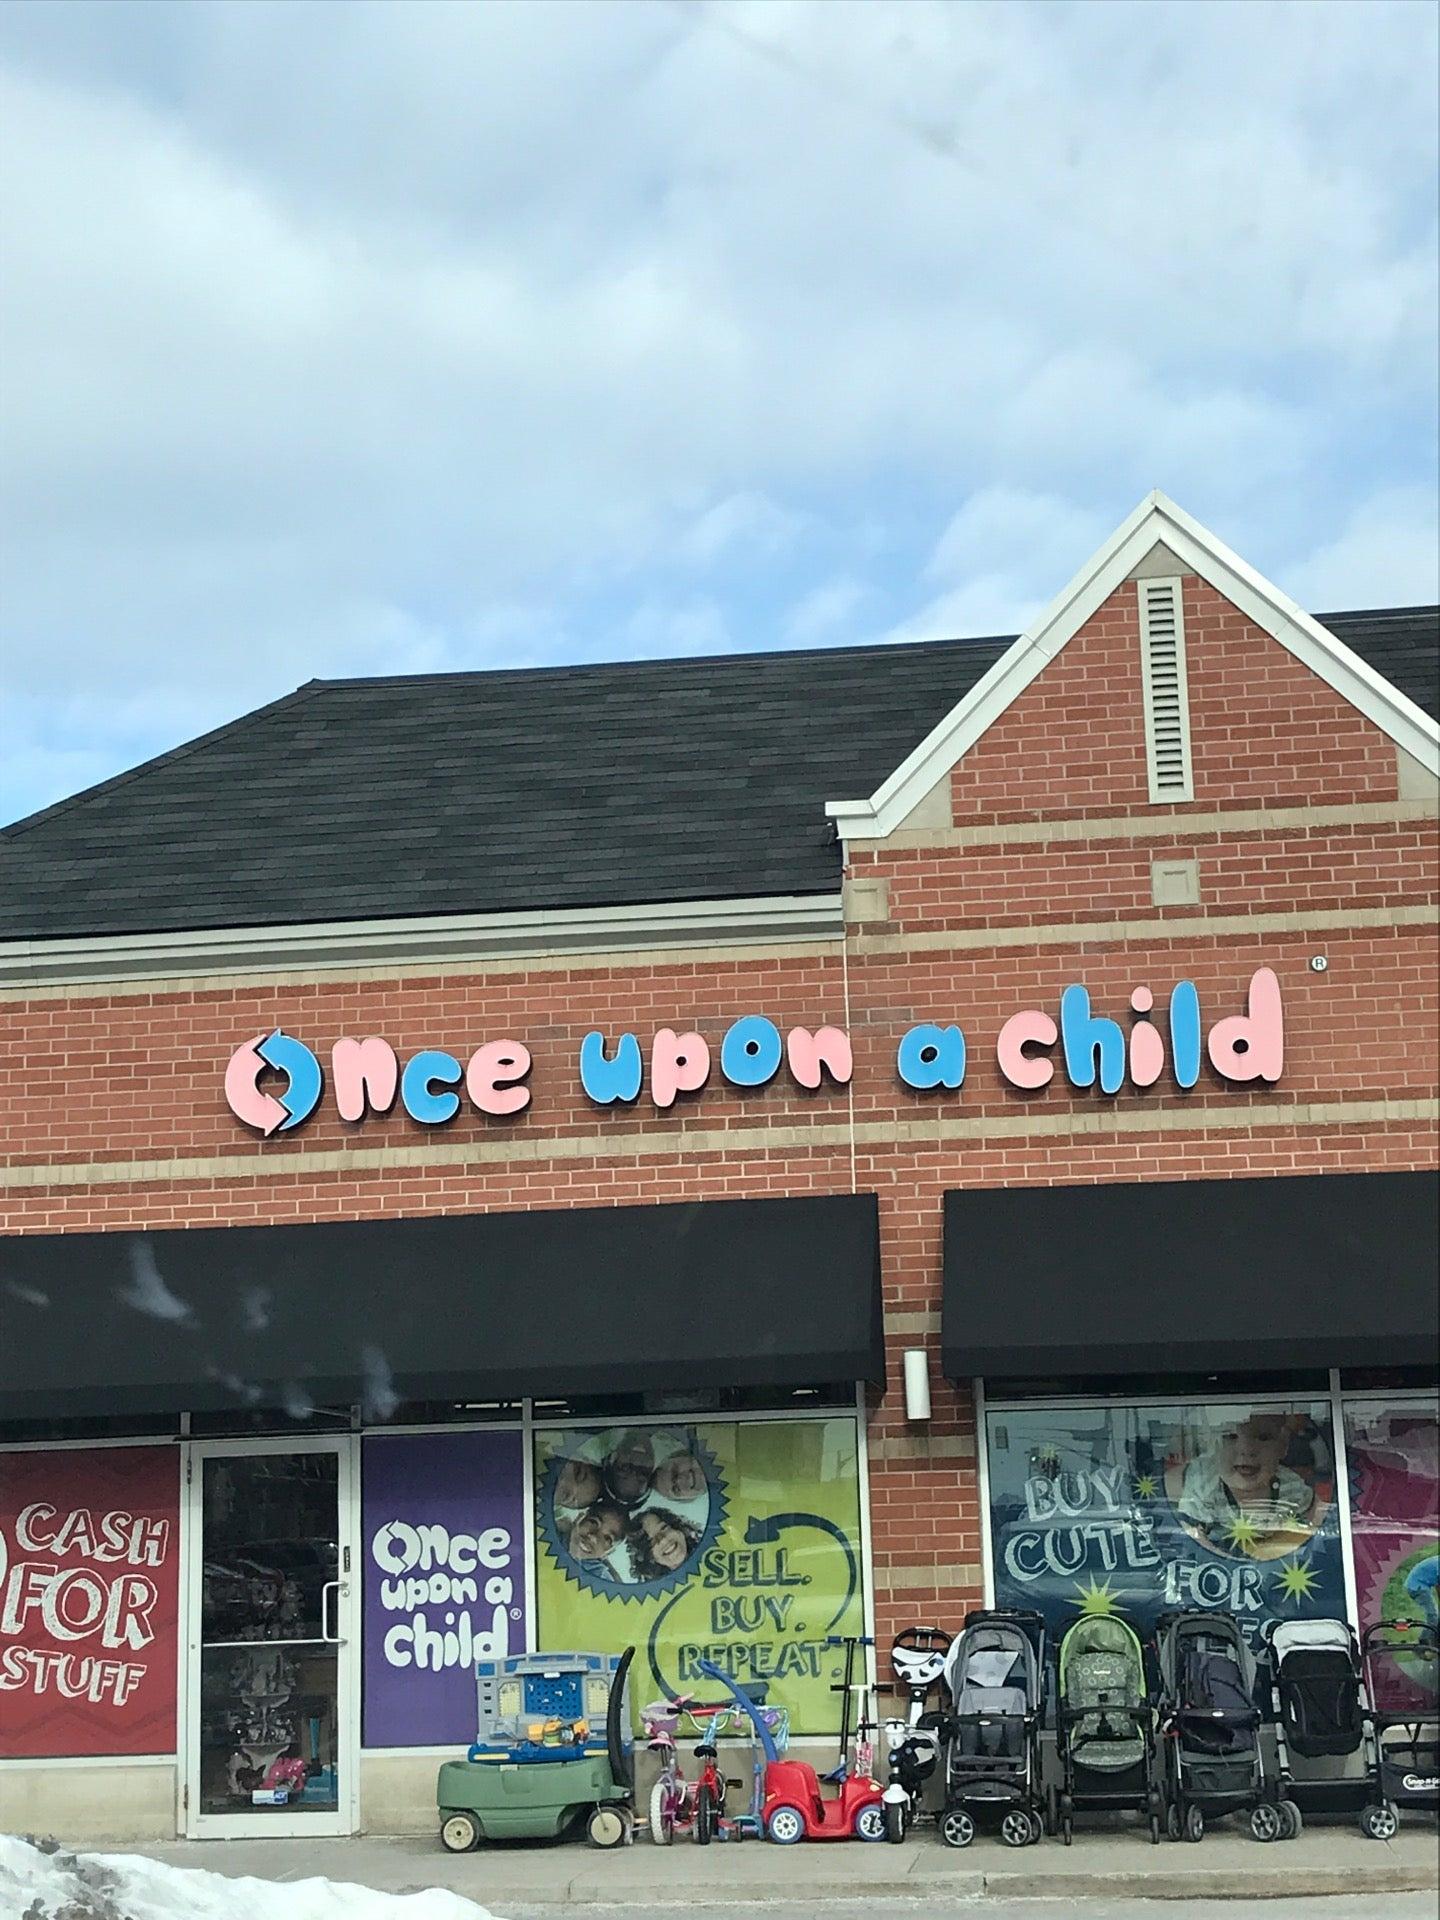 Once upon a child ®
CASH
FOR
STUFF
Once
upon a
child®
SELL.
BUY.
REPEAT.
BUY
CUTE
FOR